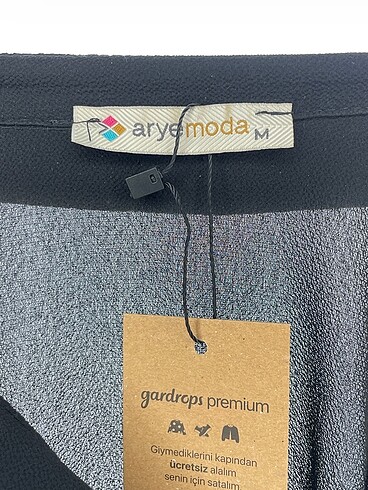 aryemoda M
gardrops premium
Giymediklerini kapından
ücretsiz alalım
senin için satalım